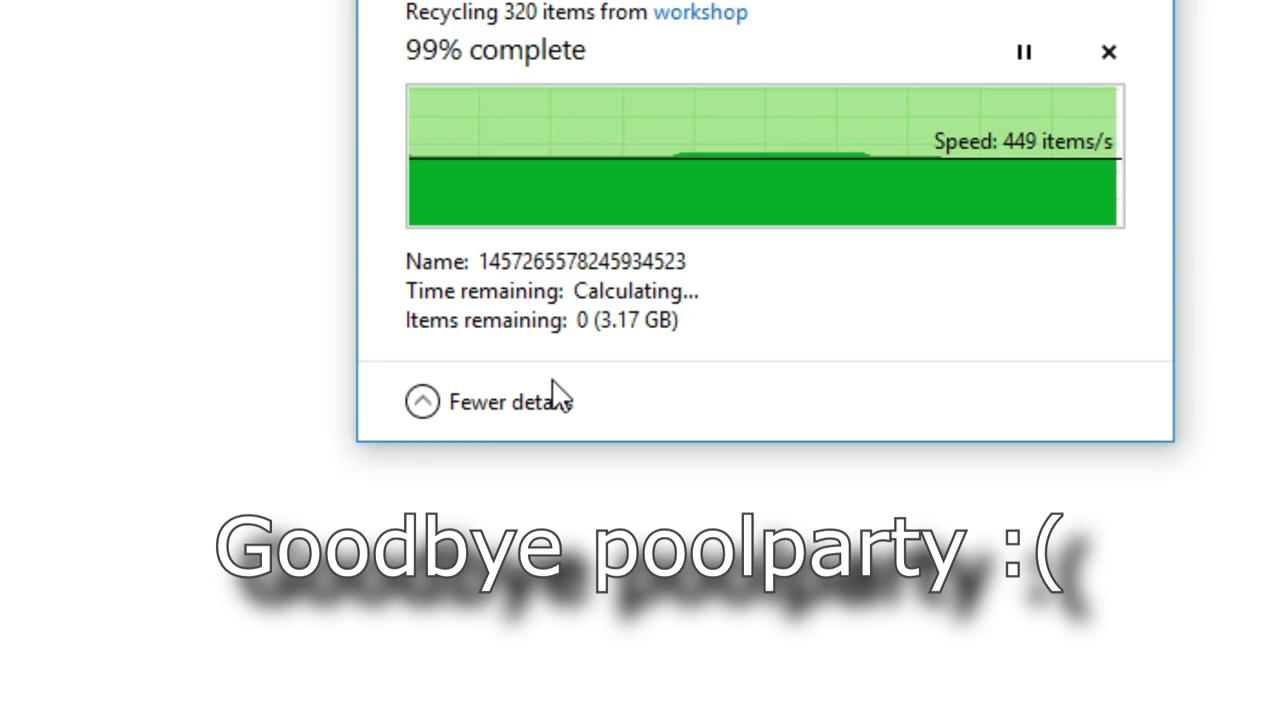 Recycling 320 items from workshop
99% complete
Speed: 449 items/s
Name: 1457265578245934523
Time remaining: Calculating...
Items remaining: 0 (3.17 GB)
Fewer details
Goodbye poolparty :(